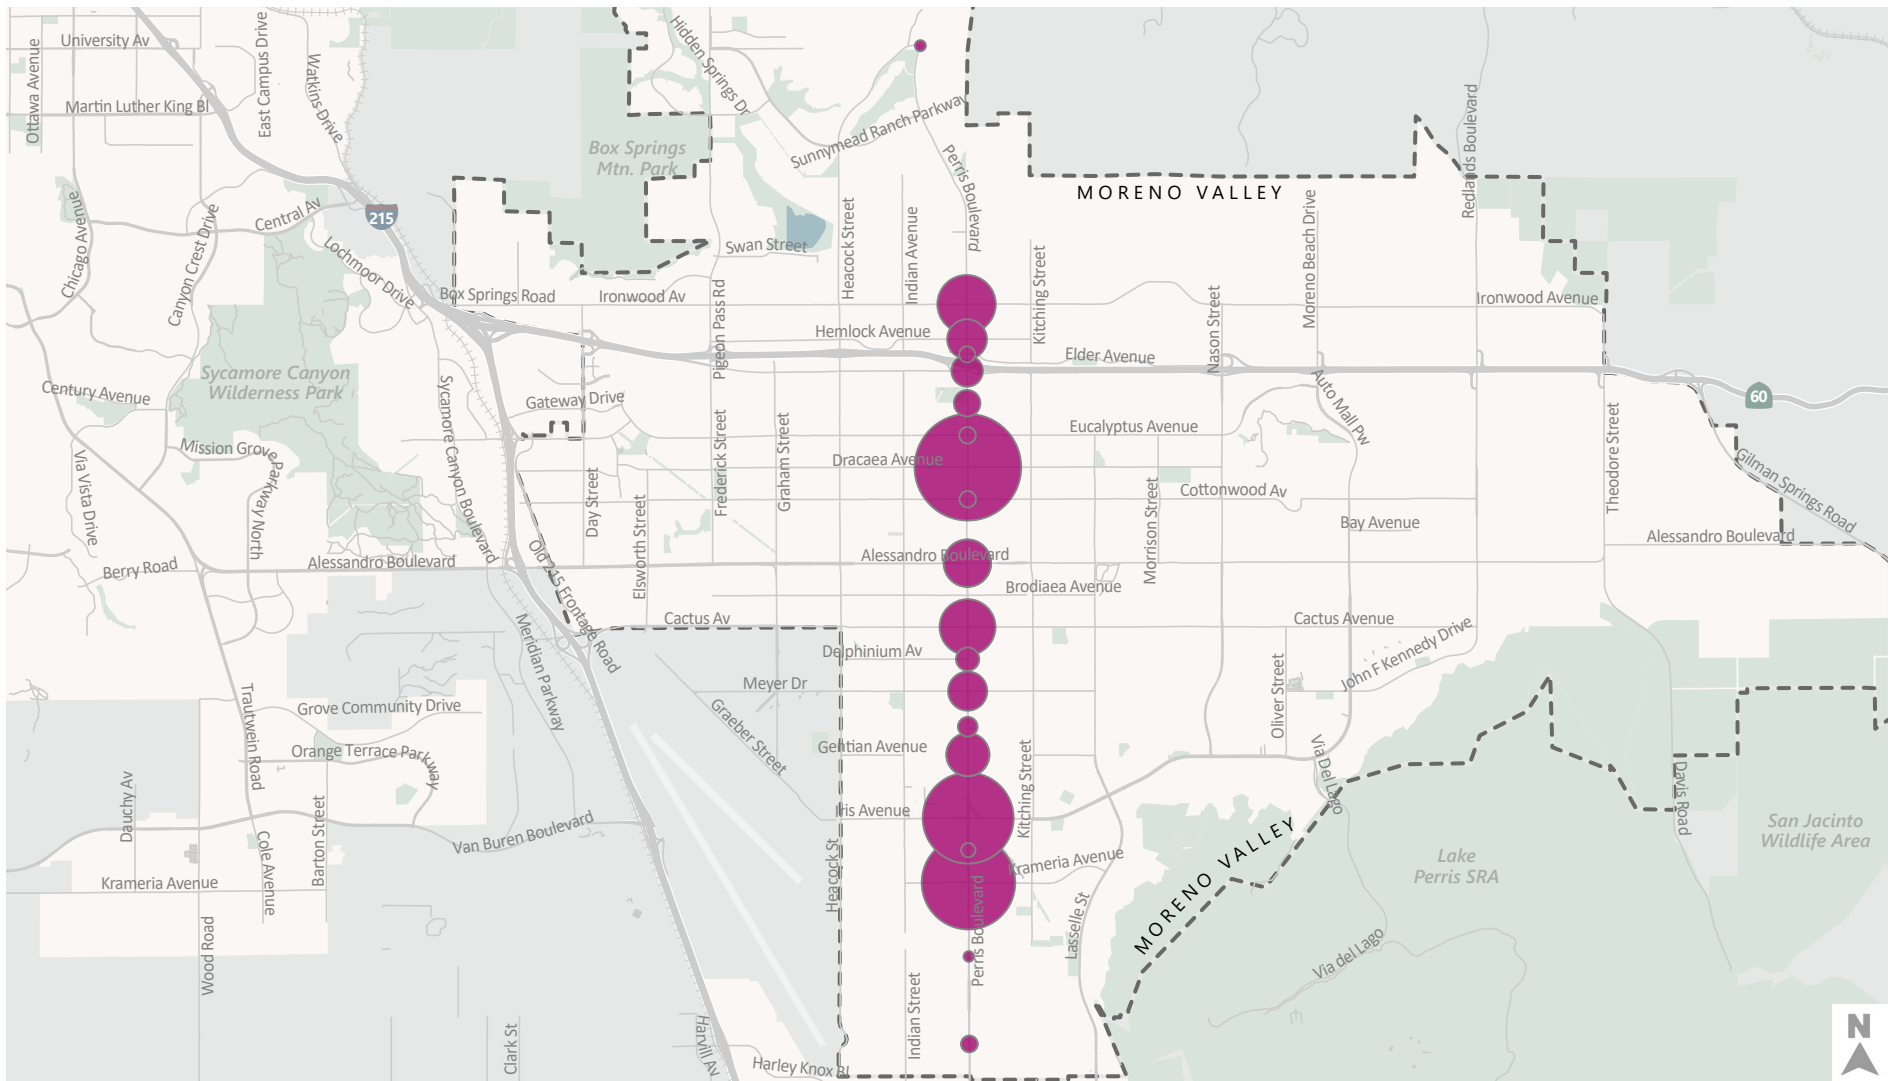 University Av
Ottawa Avenue
Martin Luther King Bl
East Campus Drive
Watkins Drive
Hidden Springs Dr
Box Springs
Mtn. Park
Sunnymead Ranch Parkway
Perris Boulevard
Redlands Boulevard
MORENO VALLEY
Chicago Avenue
Canyon Crest Drive
Central Av
215
Lochmoor Drive
Swan Street
Heacock Street
Indian Avenue
Kitching Street
Moreno Beach Drive
Box Springs Road
Ironwood Av
Pigeon Pass Rd
Ironwood Avenue
Nason Street
Hemlock Avenue
Elder Avenue
Sycamore Canyon
Wilderness Park
Century Avenue
Sycamore Canyon Boulevard
Gateway Drive
Auto Mall Pw
60
Eucalyptus Avenue
Mission Grove
Parkway North
Via Vista Drive
Frederick Street
Graham Street
Dracaea Avenue
Theodore Street
Gilman Springs Road
Day Street
Elsworth Street
Morrison Street
Cottonwood Av
Bay Avenue
Alessandro Boulevard
Berry Road
Alessandro Boulevard
Alessandro Boulevard
Old 215 Frontage Road
Brodiaea Avenue
Cactus Av
Cactus Avenue
Meridian Parkway
Delphinium Av
John F Kennedy Drive
Oliver Street
Meyer Dr
Graeber Street
Trautwein Road
Grove Community Drive
Orange Terrace Parkway
Gentian Avenue
Kitching Street
Via Del Lago
Davis Road
Dauchy Av
Barton Street
Cole Avenue
Van Buren Boulevard
Iris Avenue
MORENO VALLEY
San Jacinto
Wildlife Area
Lake
Perris SRA
Heacock St
Krameria Avenue
Krameria Avenue
Perris Boulevard
Lasselle St
Via del Lago
Wood Road
Indian Street
Clark St
Harvill Av
Harley Knox Bl
N